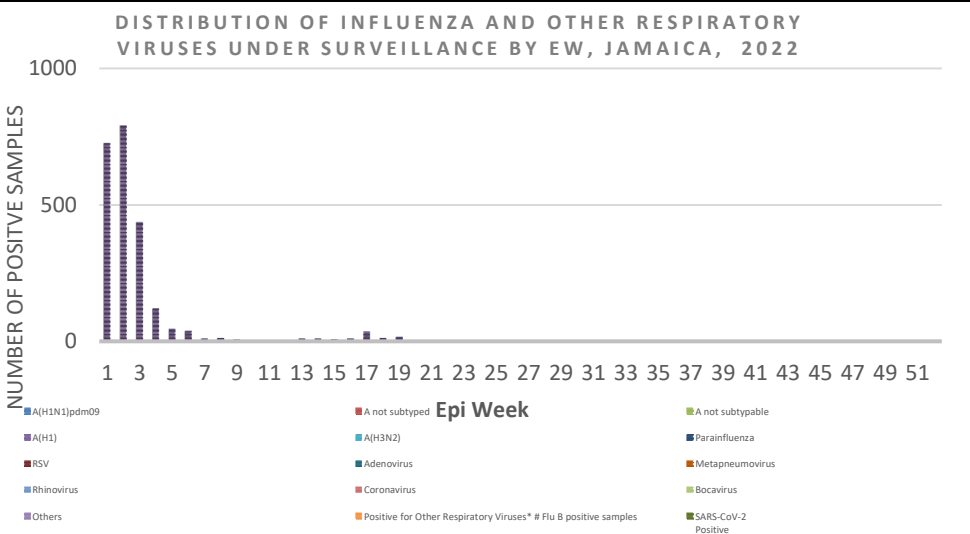 DISTRIBUTION OF INFLUENZA AND OTHER RESPIRATORY
VIRUSES UNDER SURVEILLANCE BY EW, JAMAICA, 2022
NUMBER OF POSITVE SAMPLES
1000
500
0
1 3 5 7 9 11 13 15 17 19 21 23 25 27 29 31 33 35 37 39 41 43 45 47 49 51
Epi Week
A(H1N1)pdm09 A not subtyped A not subtypable
A(H1) A(H3N2) Parainfluenza
RSV Adenovirus Metapneumovirus
Rhinovirus Coronavirus Bocavirus
Others Positive for Other Respiratory Viruses* # Flu B positive samples SARS-CoV-2
Positive